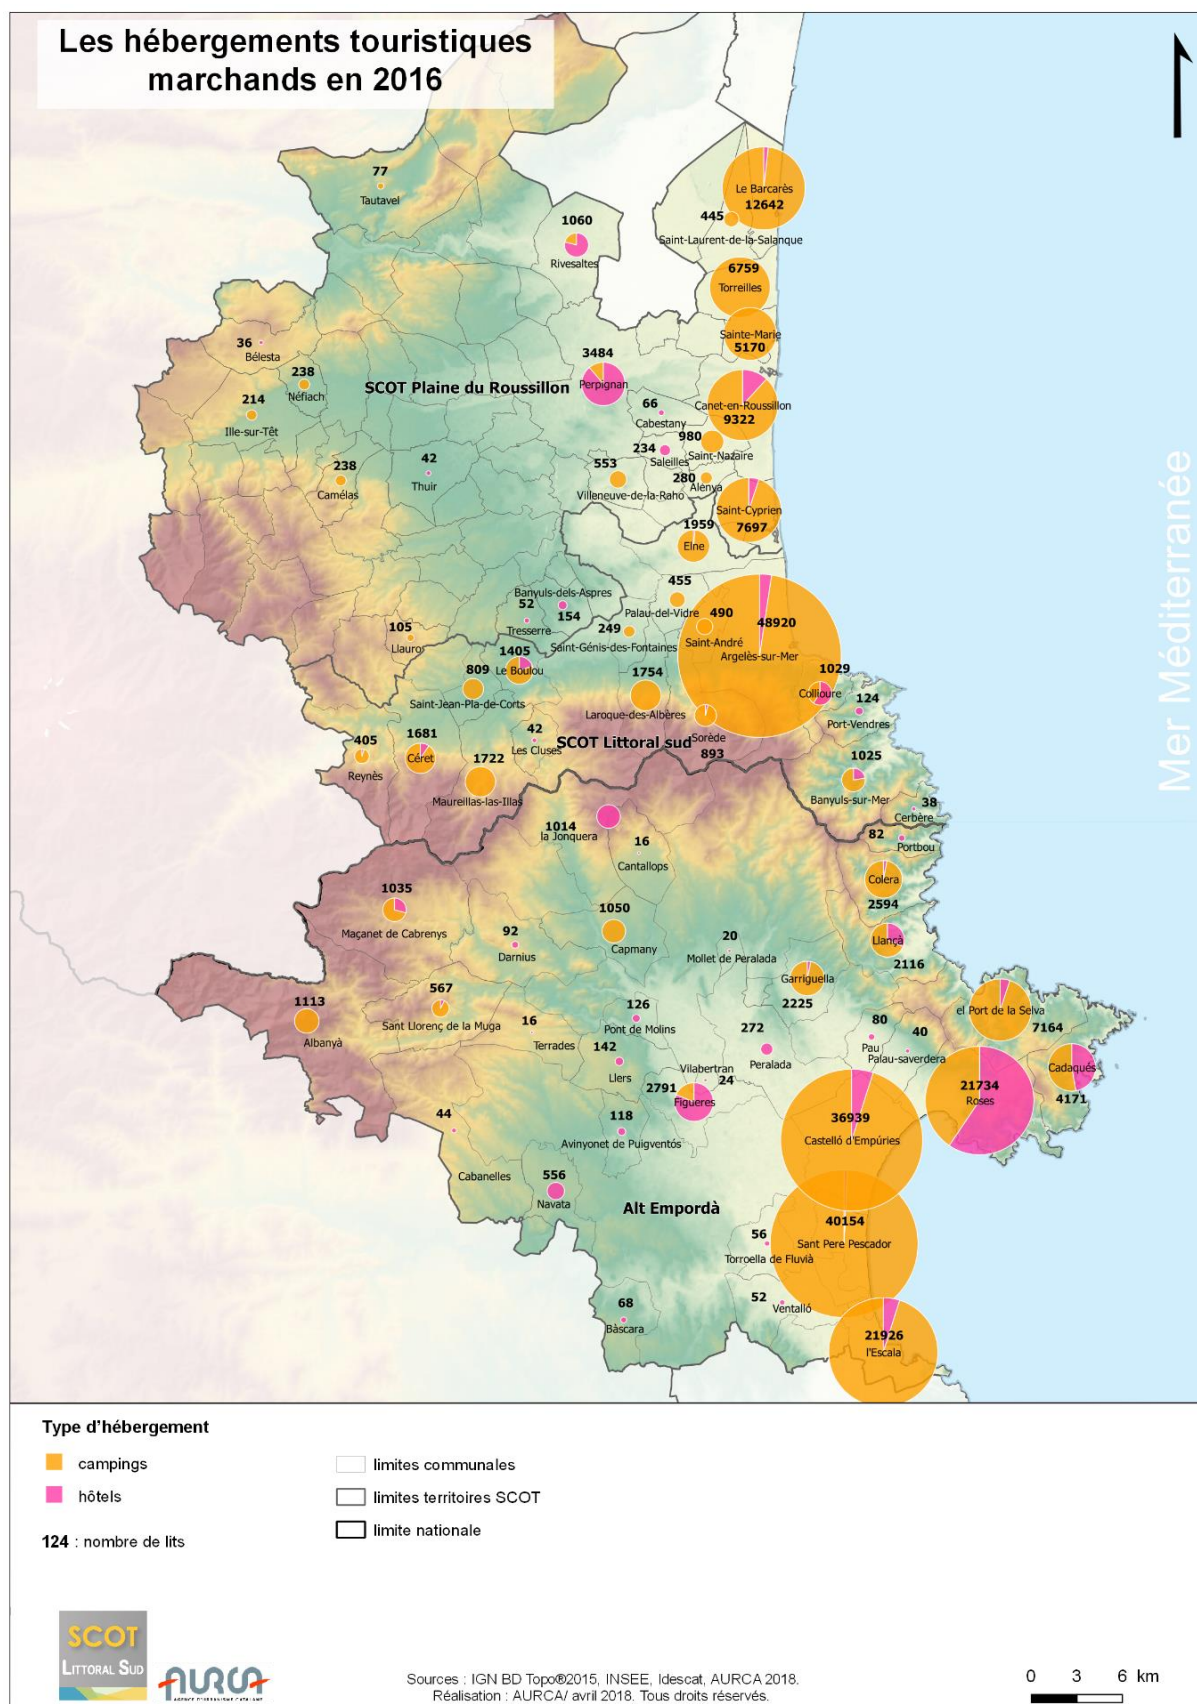 Les hébergements touristiques
marchands en 2016
77
Tautavel
Le Barcarès
12642
445
Saint-Laurent-de-la-Salanque
1060
Rivesaltes
6759
Torreilles
Sainte-Marie
5170
36
Bélesta
238
Néfiach
214
Ille-sur-Têt
SCOT Plaine du Roussillon
3484
Perpignan
66
Cabestany
Canet-en-Roussillon
9322
980
Saint-Nazaire
234
Saleilles
238
Camélas
42
Thuir
553
Villeneuve-de-la-Raho
280
Alénya
Saint-Cyprien
7697
1959
Elne
455
Palau-del-Vidre
490
Saint-André
48920
Argelès-sur-Mer
Banyuls-dels-Aspres
154
52
Tresserre
249
Saint-Génis-des-Fontaines
105
Llauro
1405
Le Boulou
809
Saint-Jean-Pla-de-Corts
1754
Laroque-des-Albères
1029
Collioure
124
Port-Vendres
Sorède
893
SCOT Littoral sud
42
Les Cluses
405
Reynès
1681
Céret
1722
Maureillas-las-Illas
1025
Banyuls-sur-Mer
38
Cerbère
Mer Méditerranée
82
Portbou
1014
la Jonquera
16
Cantallops
Colera
2594
1035
Maçanet de Cabrenys
92
Darnius
1050
Capmany
20
Mollet de Peralada
Llançà
2116
Garriguella
2225
el Port de la Selva
7164
1113
Albanyà
567
Sant Llorenç de la Muga
16
Terrades
126
Pont de Molins
142
Llers
272
Peralada
80
Pau
40
Palau-saverdera
Cadaqués
4171
21734
Roses
Vilabertran
24
2791
Figueres
36939
Castelló d'Empúries
44
Cabanelles
118
Avinyonet de Puigventós
556
Navata
Alt Empordà
40154
Sant Pere Pescador
56
Torroella de Fluvià
52
Ventalló
68
Bàscara
21926
l'Escala
Type d'hébergement
campings
hôtels
124 : nombre de lits
limites communales
limites territoires SCOT
limite nationale
SCOT
LITTORAL SUD
AURCA
AGENCE D'URBANISME CATALANE
Sources : IGN BD Topo®2015, INSEE, Idescat, AURCA 2018.
Réalisation : AURCA/ avril 2018. Tous droits réservés.
0 3 6 km